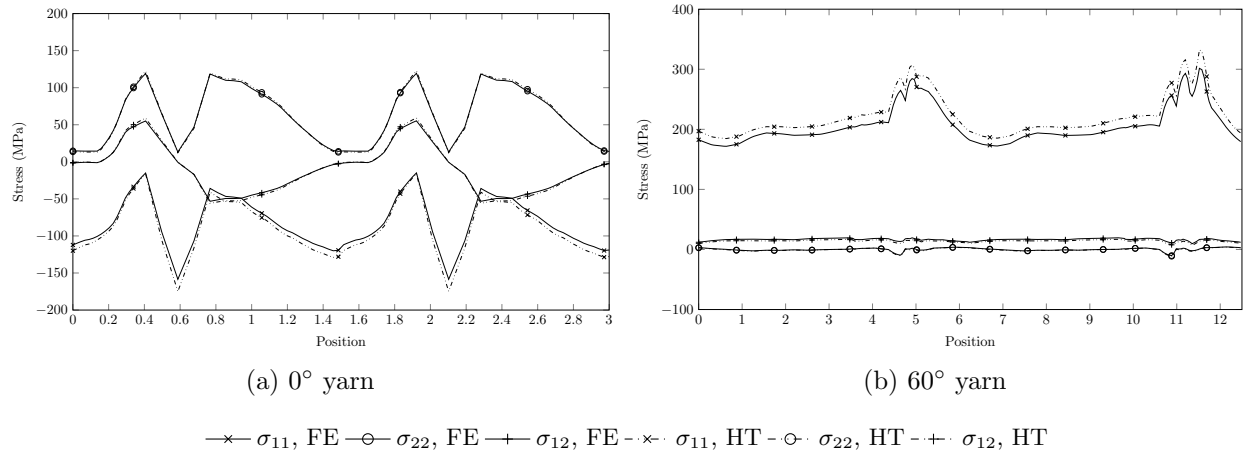 200
150
100
50
0
−50
−100
−150
−200
Stress (MPa)
0 0.2 0.4 0.6 0.8 1 1.2 1.4 1.6 1.8 2 2.2 2.4 2.6 2.8 3
Position
(a) 0° yarn
400
300
200
100
0
−100
Stress (MPa)
0 1 2 3 4 5 6 7 8 9 10 11 12
Position
(b) 60° yarn
σ11, FE σ22, FE σ12, FE σ11, HT σ22, HT σ12, HT